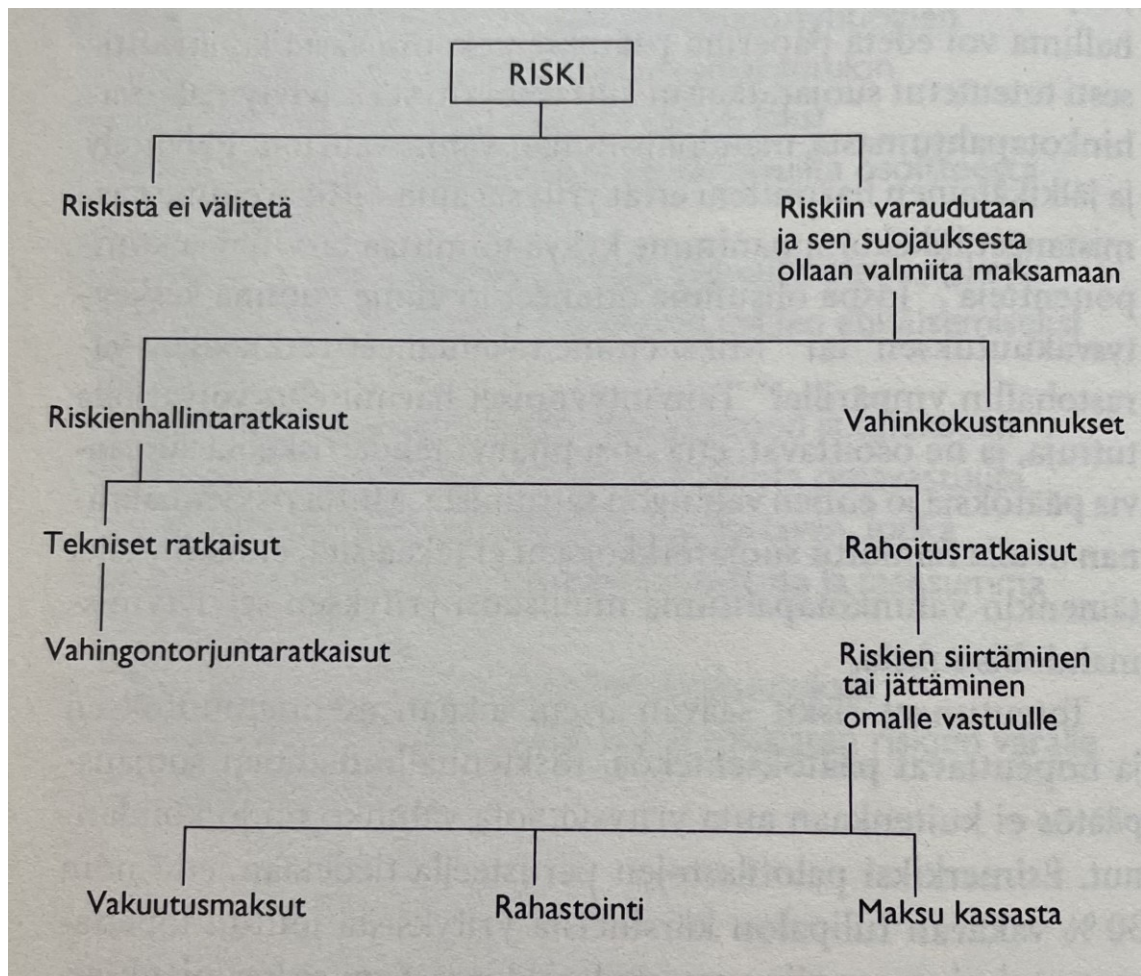 RISKI
Riskistä ei välitetä
Riskiin varaudutaan
ja sen suojauksesta
ollaan valmiita maksamaan
Riskienhallintaratkaisut
Vahinkokustannukset
Tekniset ratkaisut
Rahoitusratkaisut
Vahingontorjuntaratkaisut
Riskien siirtäminen
tai jättäminen
omalle vastuulle
Vakuutusmaksut
Rahastointi
Maksu kassasta